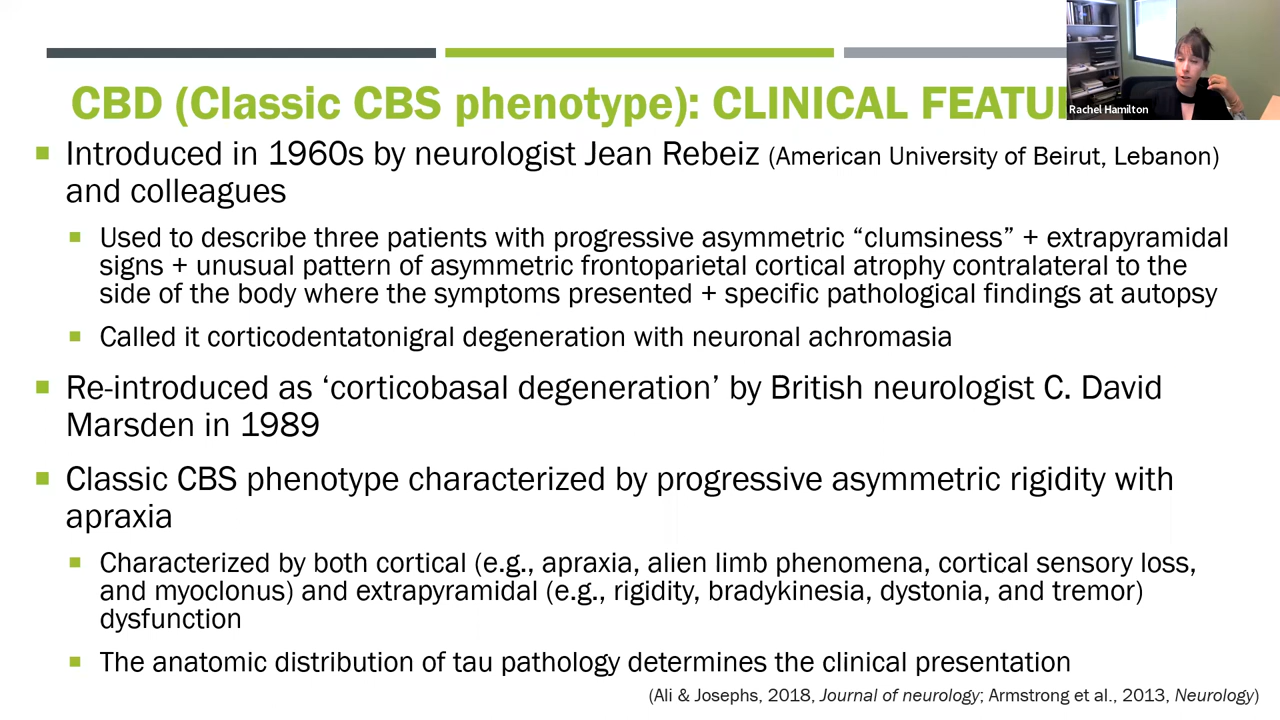 CBD (Classic CBS phenotype): CLINICAL FEATU
Rachel Hamilton
Introduced in 1960s by neurologist Jean Rebeiz (American University of Beirut, Lebanon)
and colleagues
Used to describe three patients with progressive asymmetric “clumsiness” + extrapyramidal
signs + unusual pattern of asymmetric frontoparietal cortical atrophy contralateral to the
side of the body where the symptoms presented + specific pathological findings at autopsy
Called it corticodentatonigral degeneration with neuronal achromasia
Re-introduced as ‘corticobasal degeneration’ by British neurologist C. David
Marsden in 1989
Classic CBS phenotype characterized by progressive asymmetric rigidity with
apraxia
Characterized by both cortical (e.g., apraxia, alien limb phenomena, cortical sensory loss,
and myoclonus) and extrapyramidal (e.g., rigidity, bradykinesia, dystonia, and tremor)
dysfunction
The anatomic distribution of tau pathology determines the clinical presentation
(Ali & Josephs, 2018, Journal of neurology; Armstrong et al., 2013, Neurology)